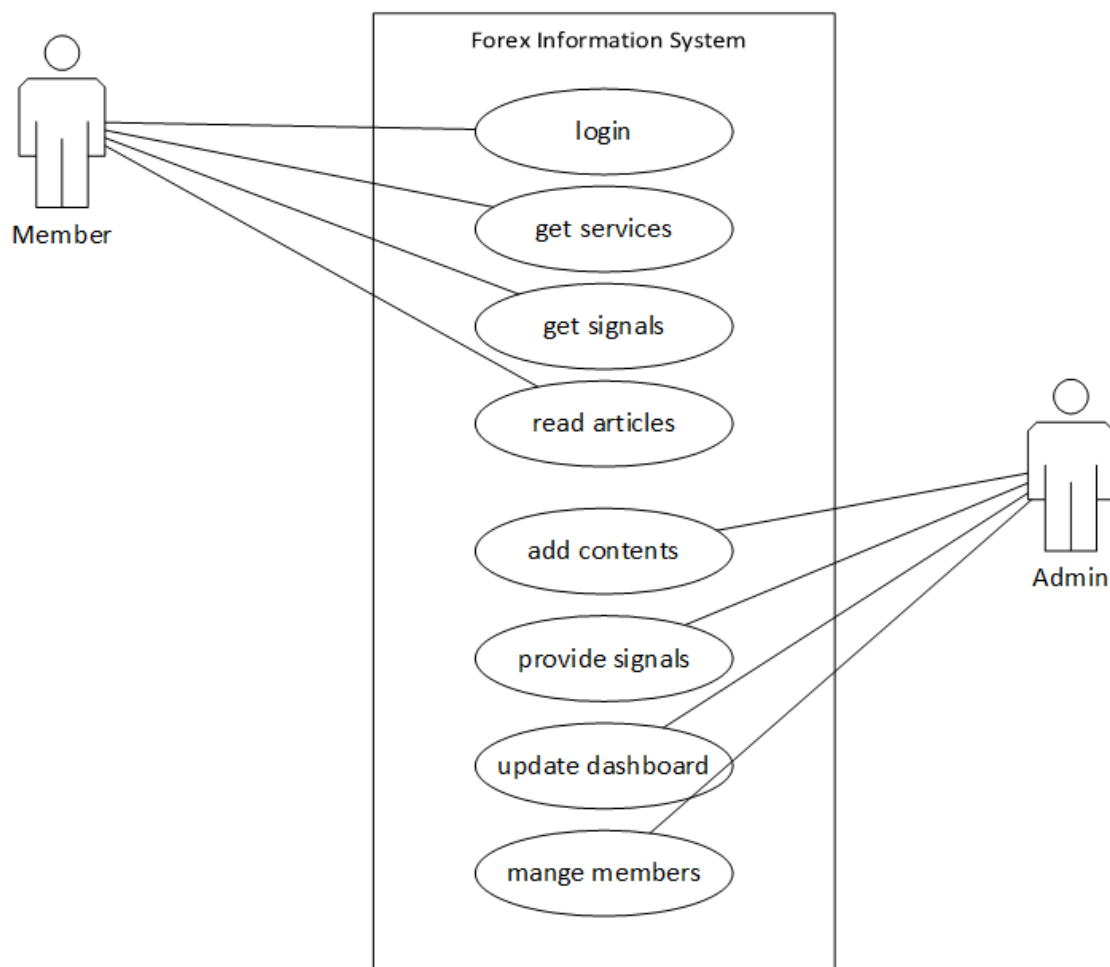 Forex Information System
login
Member
get services
get signals
read articles
add contents
Admin
provide signals
update dashboard
mange members